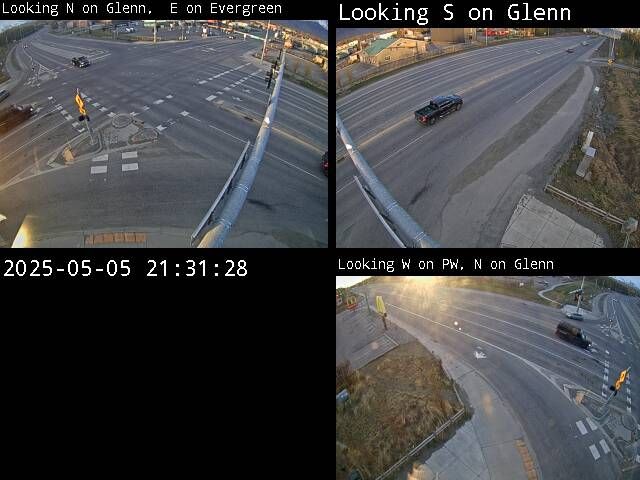 Looking N on Glenn,  E on Evergreen
Looking S on Glenn
2025-05-05 21:31:28
Looking W on PW, N on Glenn